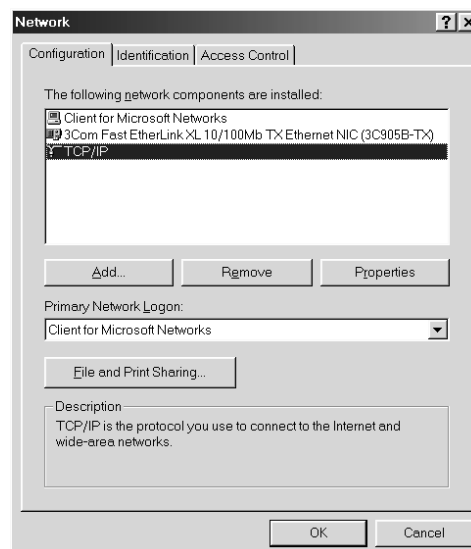 Network
Configuration Identification Access Control
The following network components are installed:
Client for Microsoft Networks
3Com Fast EtherLink XL 10/100Mb TX Ethernet NIC (3C905B-TX)
TCP/IP
Add... Remove Properties
Primary Network Logon:
Client for Microsoft Networks
File and Print Sharing...
Description
TCP/IP is the protocol you use to connect to the Internet and
wide-area networks.
OK Cancel